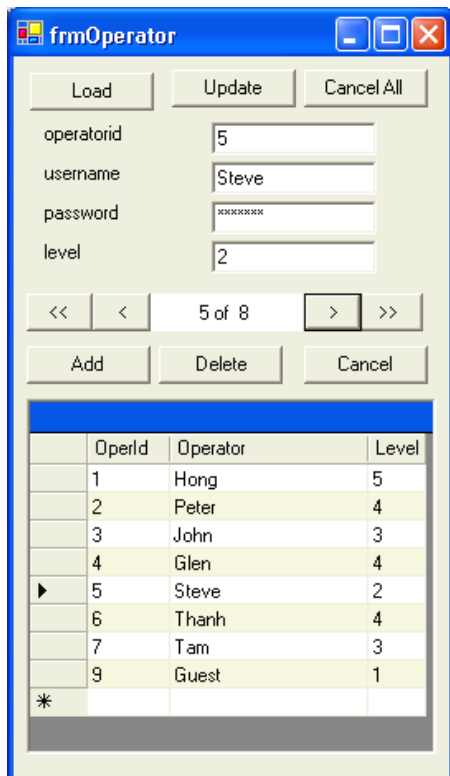 frmOperator
Load Update Cancel All
operatorid 5
username Steve
password *******
level 2
<< < 5 of 8 > >>
Add Delete Cancel
OperId Operator Level
1 Hong 5
2 Peter 4
3 John 3
4 Glen 4
5 Steve 2
6 Thanh 4
7 Tam 3
9 Guest 1
*